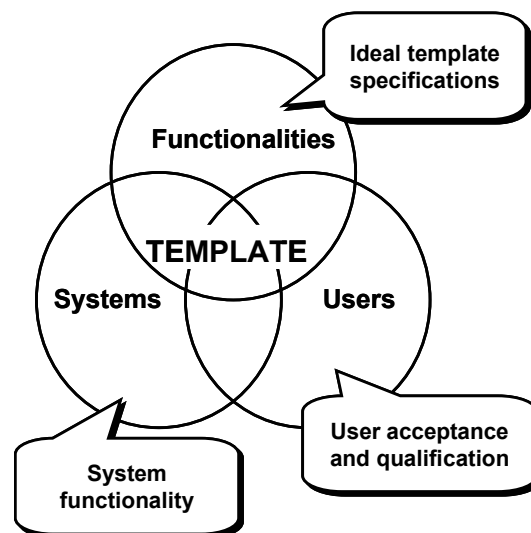 Ideal template
specifications
Functionalities
TEMPLATE
Systems
Users
User acceptance
and qualification
System
functionality